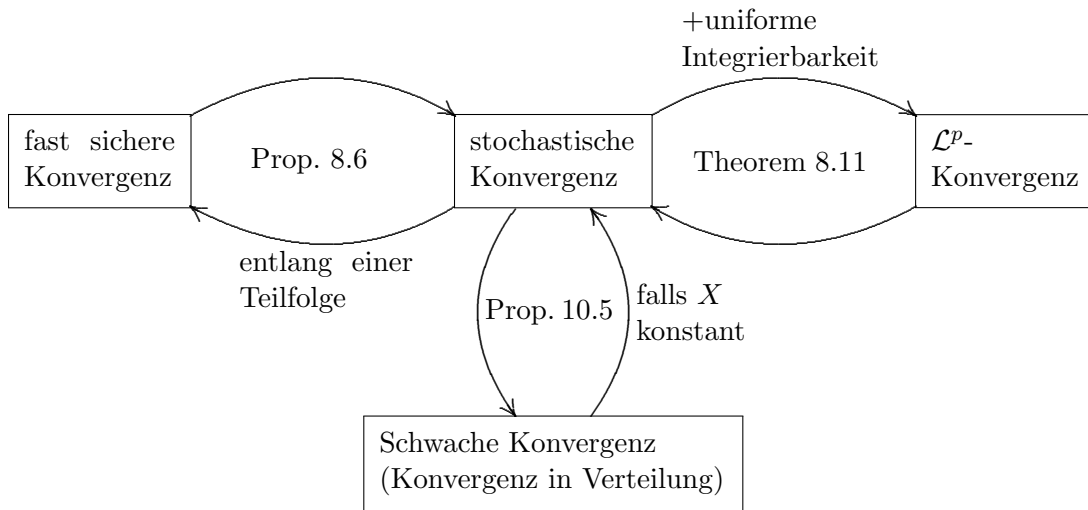 +uniforme
Integrierbarkeit
fast sichere
Konvergenz
Prop. 8.6
stochastische
Konvergenz
Theorem 8.11
ℒᵖ-
Konvergenz
entlang einer
Teilfolge
Prop. 10.5
falls X
konstant
Schwache Konvergenz
(Konvergenz in Verteilung)